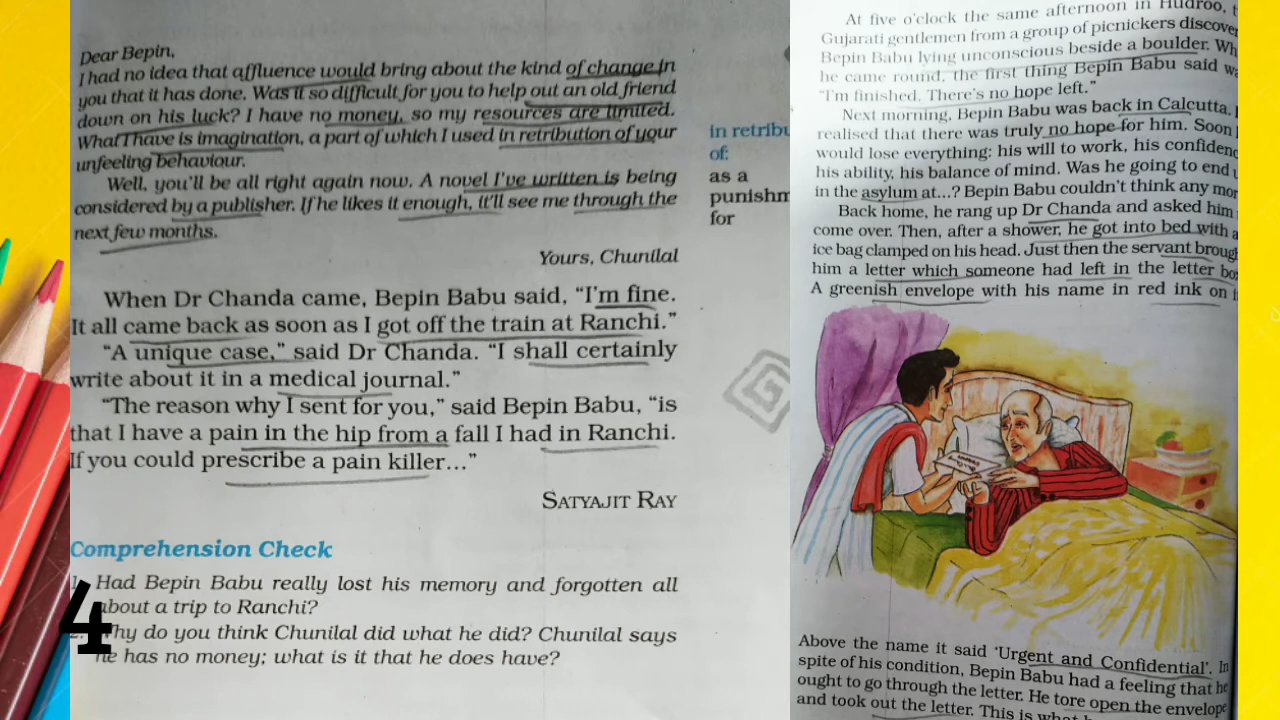 Dear Bepin,
I had no idea that affluence would bring about the kind of change in
you that it has done. Was it so difficult for you to help out an old friend
down on his luck? I have no money, so my resources are limited.
What I have is imagination, a part of which I used in retribution of your
unfeeling behaviour.
Well, you'll be all right again now. A novel I've written is being
considered by a publisher. If he likes it enough, it'll see me through the
next few months.
Yours, Chunilal
When Dr Chanda came, Bepin Babu said, “I'm fine.
It all came back as soon as I got off the train at Ranchi.”
“A unique case,” said Dr Chanda. “I shall certainly
write about it in a medical journal.”
“The reason why I sent for you,” said Bepin Babu, “is
that I have a pain in the hip from a fall I had in Ranchi.
If you could prescribe a pain killer...”
SATYAJIT RAY
Comprehension Check
Had Bepin Babu really lost his memory and forgotten all
about a trip to Ranchi?
Why do you think Chunilal did what he did? Chunilal says
he has no money; what is it that he does have?
4
in
of:
as a
for
At five o'clock the same afternoon in Hudroo,
Gujarati gentlemen from a group of picnickers
Bepin Babu lying unconscious beside a boulder.
he came round, the first thing Bepin Babu said
“I'm finished. There's no hope left.”
Next morning, Bepin Babu was back in Calcutta.
realised that there was truly no hope for him. Soon
would lose everything: his will to work, his
his ability, his balance of mind. Was he going to end
in the asylum at...? Bepin Babu couldn't think any
Back home, he rang up Dr Chanda and asked him
come over. Then, after a shower, he got into bed with a
ice bag clamped on his head. Just then the servant
him a letter which someone had left in the letter
A greenish envelope with his name in red ink on
Above the name it said ‘Urgent and Confidential’. In
spite of his condition, Bepin Babu had a feeling that he
ought to go through the letter. He tore open the envelope
and took out the letter. This is what